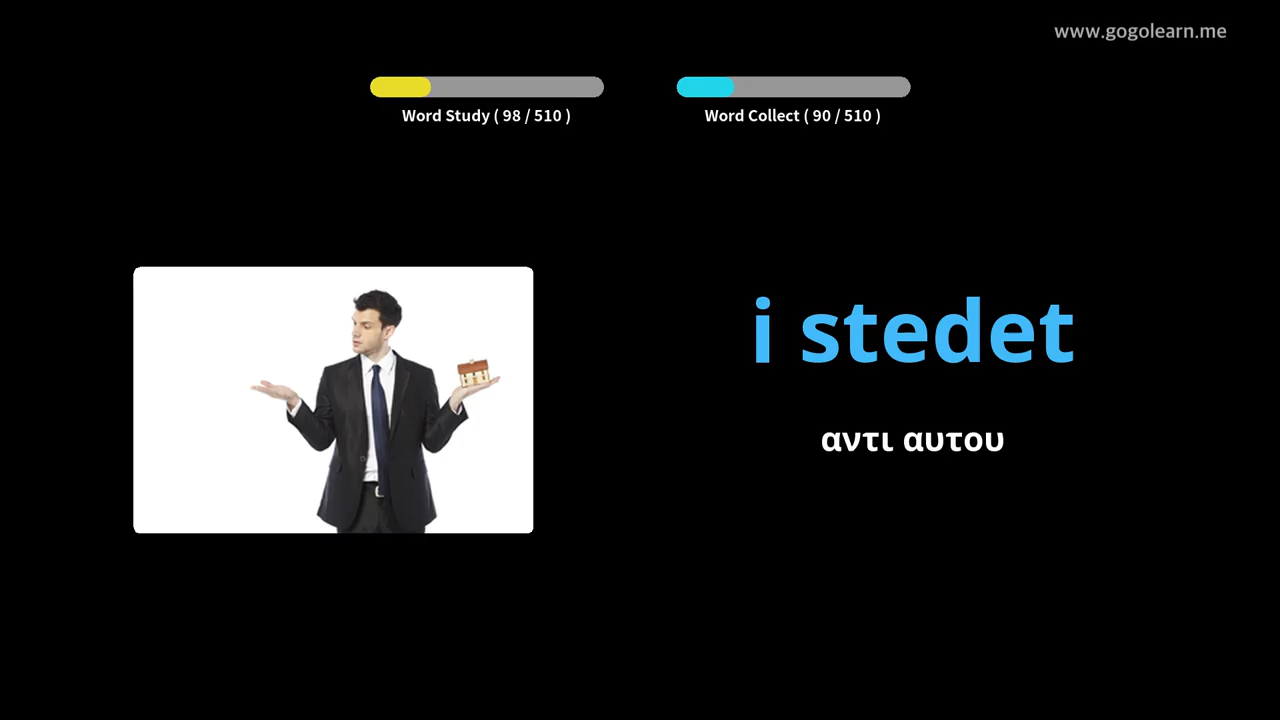 www.gogolearn.me
Word Study ( 98 / 510 )
Word Collect ( 90 / 510 )
i stedet
αντι αυτου